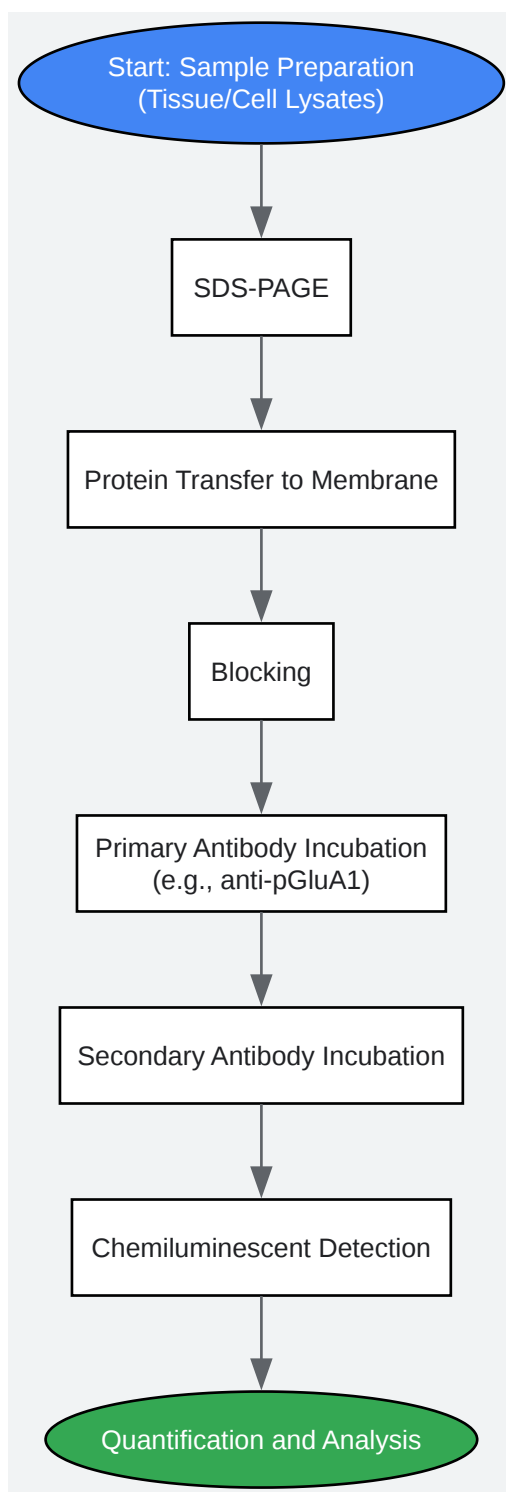 Start: Sample Preparation
(Tissue/Cell Lysates)
SDS-PAGE
Protein Transfer to Membrane
Blocking
Primary Antibody Incubation
(e.g., anti-pGluA1)
Secondary Antibody Incubation
Chemiluminescent Detection
Quantification and Analysis